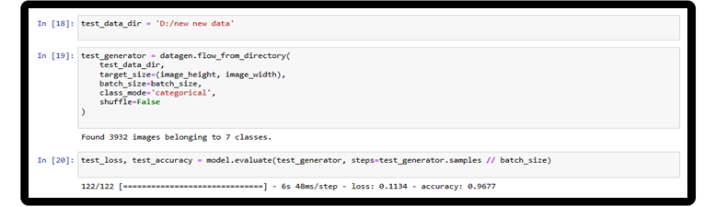 In [18]: test_data_dir = 'D:/new new data'
In [19]: test_generator = datagen.flow_from_directory(
test_data_dir,
target_size=(image_height, image_width),
batch_size=batch_size,
class_mode='categorical',
shuffle=False
)
Found 3932 images belonging to 7 classes.
In [20]: test_loss, test_accuracy = model.evaluate(test_generator, steps=test_generator.samples // batch_size)
122/122 [==============================] - 6s 48ms/step - loss: 0.1134 - accuracy: 0.9677